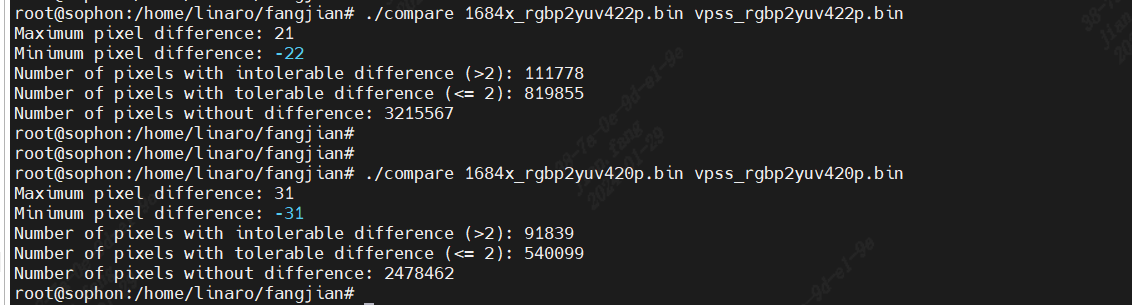 root@sophon:/home/linaro/fangjian# ./compare 1684x_rgbp2yuv422p.bin vpss_rgbp2yuv422p.bin
Maximum pixel difference: 21
Minimum pixel difference: -22
Number of pixels with intolerable difference (>2): 111778
Number of pixels with tolerable difference (<= 2): 819855
Number of pixels without difference: 3215567
root@sophon:/home/linaro/fangjian#
root@sophon:/home/linaro/fangjian#
root@sophon:/home/linaro/fangjian# ./compare 1684x_rgbp2yuv420p.bin vpss_rgbp2yuv420p.bin
Maximum pixel difference: 31
Minimum pixel difference: -31
Number of pixels with intolerable difference (>2): 91839
Number of pixels with tolerable difference (<= 2): 540099
Number of pixels without difference: 2478462
root@sophon:/home/linaro/fangjian#